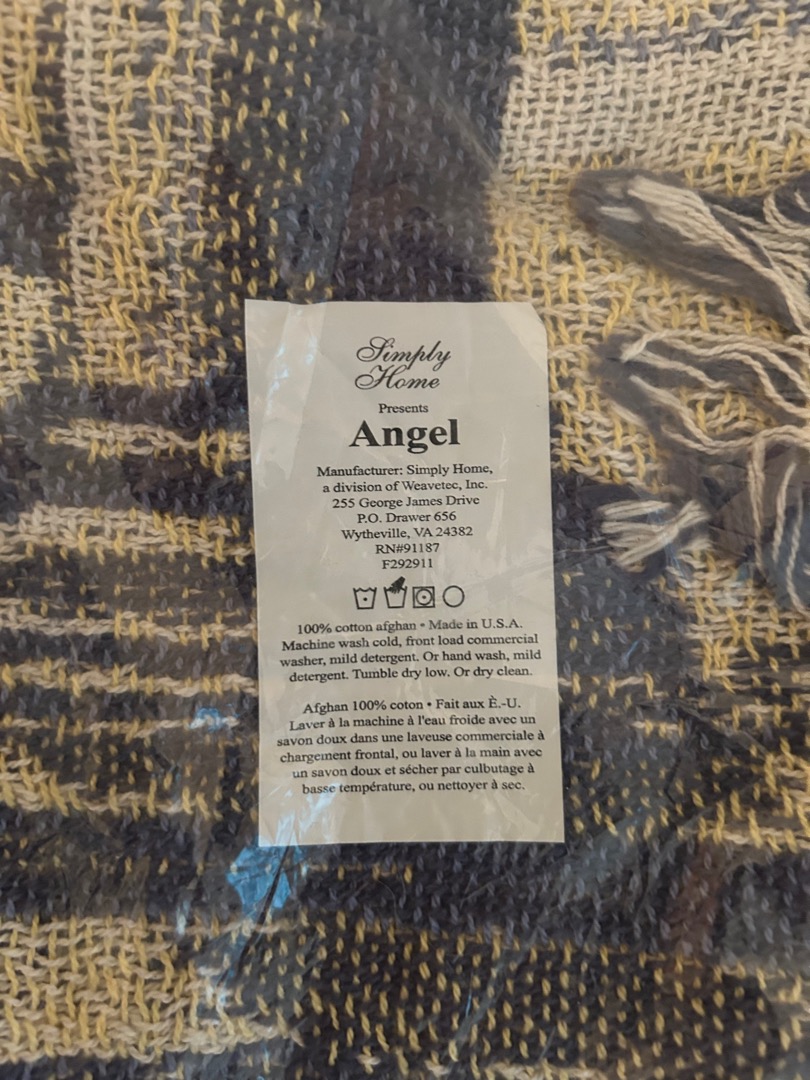 Simply
Home
Presents
Angel
Manufacturer: Simply Home,
a division of Weavetec, Inc.
255 George James Drive
P.O. Drawer 656
Wytheville, VA 24382
RN#91187
F292911
100% cotton afghan • Made in U.S.A.
Machine wash cold, front load commercial
washer, mild detergent. Or hand wash, mild
detergent. Tumble dry low. Or dry clean.
Afghan 100% coton • Fait aux È.-U.
Laver à la machine à l'eau froide avec un
savon doux dans une laveuse commerciale à
chargement frontal, ou laver à la main avec
un savon doux et sécher par culbutage à
basse température, ou nettoyer à sec.